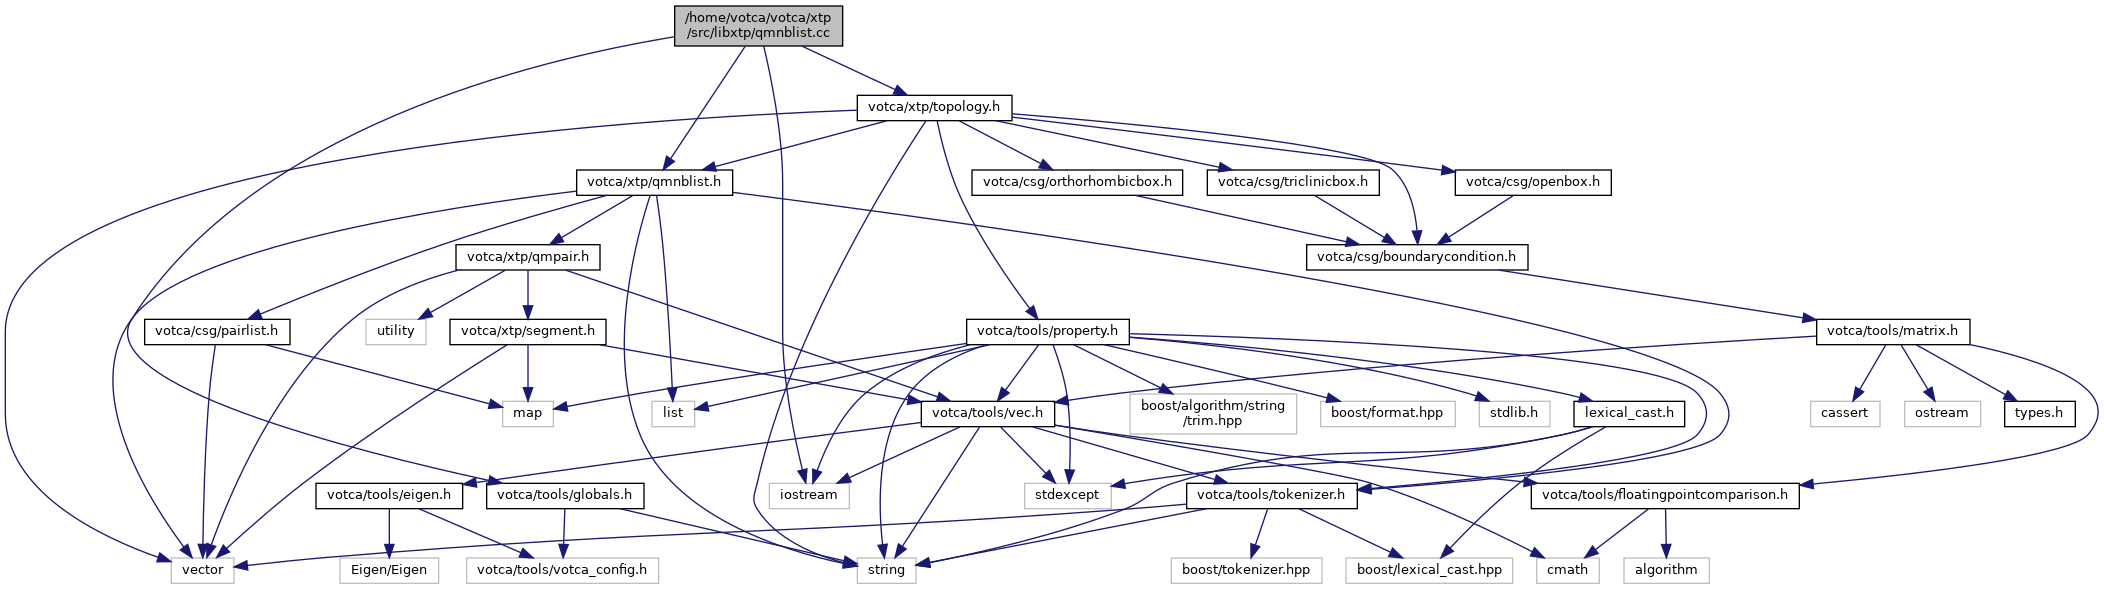 /home/votca/votca/xtp
/src/libxtp/qmnblist.cc
votca/xtp/topology.h
votca/xtp/qmnblist.h
votca/csg/orthorhombicbox.h
votca/csg/triclinicbox.h
votca/csg/openbox.h
votca/xtp/qmpair.h
votca/csg/boundarycondition.h
votca/csg/pairlist.h
utility
votca/xtp/segment.h
votca/tools/property.h
votca/tools/matrix.h
map
list
votca/tools/vec.h
boost/algorithm/string
/trim.hpp
boost/format.hpp
stdlib.h
lexical_cast.h
cassert
ostream
types.h
votca/tools/eigen.h
votca/tools/globals.h
iostream
stdexcept
votca/tools/tokenizer.h
votca/tools/floatingpointcomparison.h
vector
Eigen/Eigen
votca/tools/votca_config.h
string
boost/tokenizer.hpp
boost/lexical_cast.hpp
cmath
algorithm